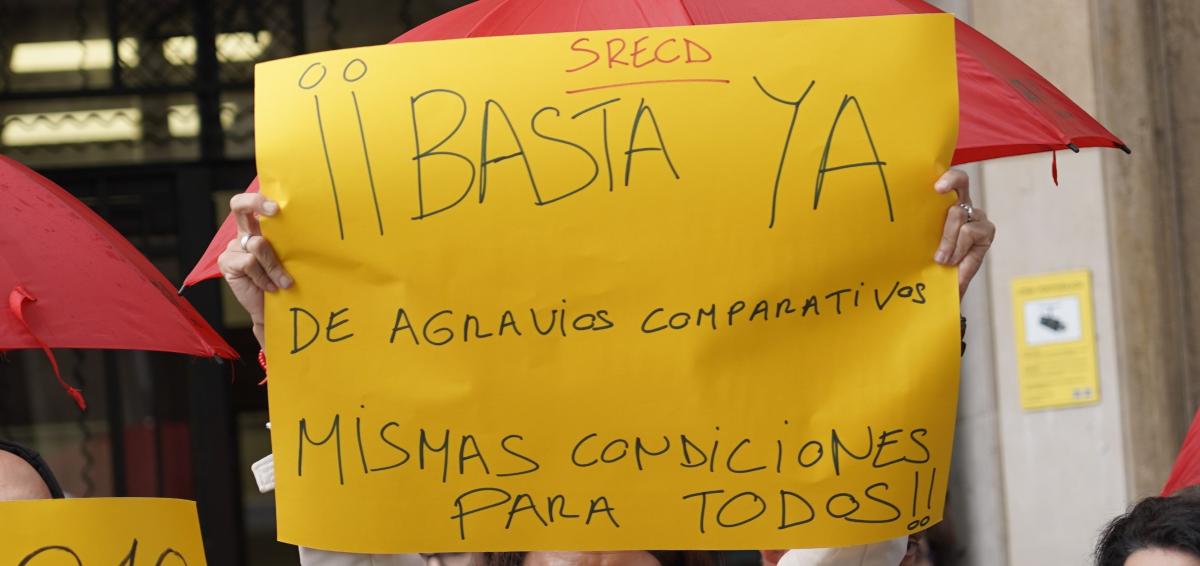 SRECD
¡¡BASTA YA
DE AGRAViOS COMPARATiVOS
MiSMAS CONDiCiONES
PARA TODOS!!